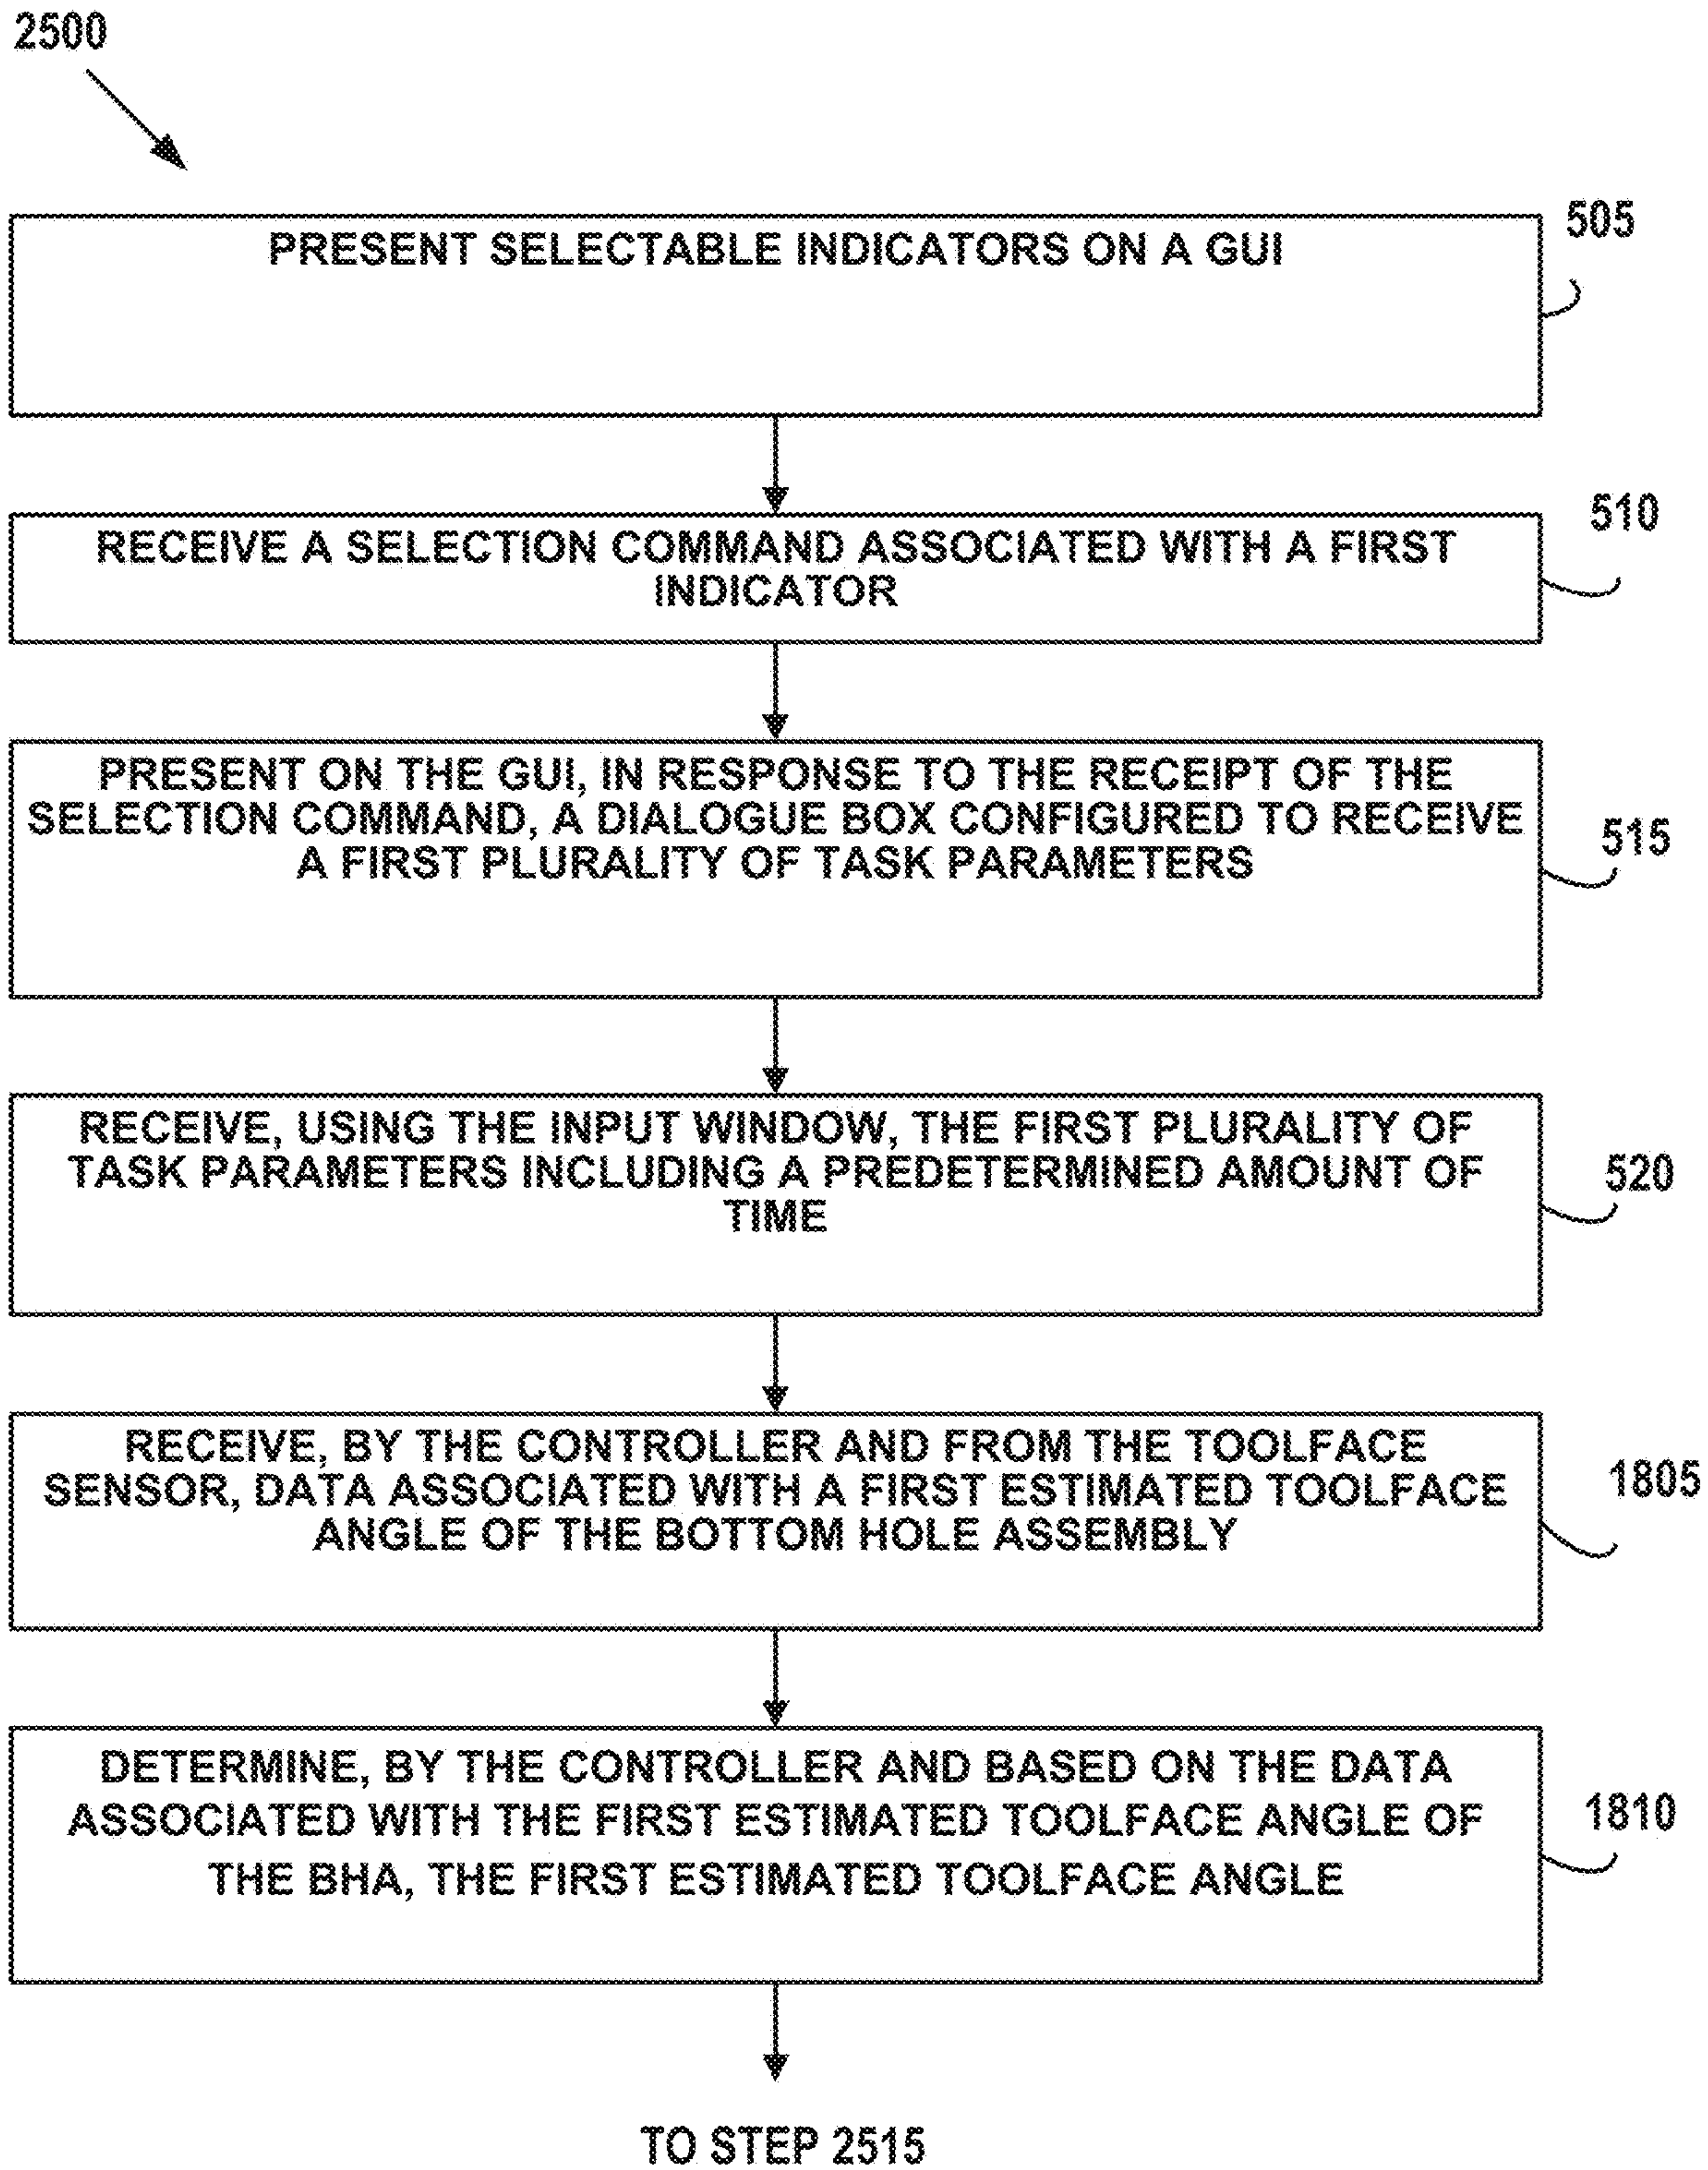 2500
PRESENT SELECTABLE INDICATORS ON A GUI
505
RECEIVE A SELECTION COMMAND ASSOCIATED WITH A FIRST
INDICATOR
510
PRESENT ON THE GUI, IN RESPONSE TO THE RECEIPT OF THE
SELECTION COMMAND, A DIALOGUE BOX CONFIGURED TO RECEIVE
A FIRST PLURALITY OF TASK PARAMETERS
515
RECEIVE, USING THE INPUT WINDOW, THE FIRST PLURALITY OF
TASK PARAMETERS INCLUDING A PREDETERMINED AMOUNT OF
TIME
520
RECEIVE, BY THE CONTROLLER AND FROM THE TOOLFACE
SENSOR, DATA ASSOCIATED WITH A FIRST ESTIMATED TOOLFACE
ANGLE OF THE BOTTOM HOLE ASSEMBLY
1805
DETERMINE, BY THE CONTROLLER AND BASED ON THE DATA
ASSOCIATED WITH THE FIRST ESTIMATED TOOLFACE ANGLE OF
THE BHA, THE FIRST ESTIMATED TOOLFACE ANGLE
1810
TO STEP 2515